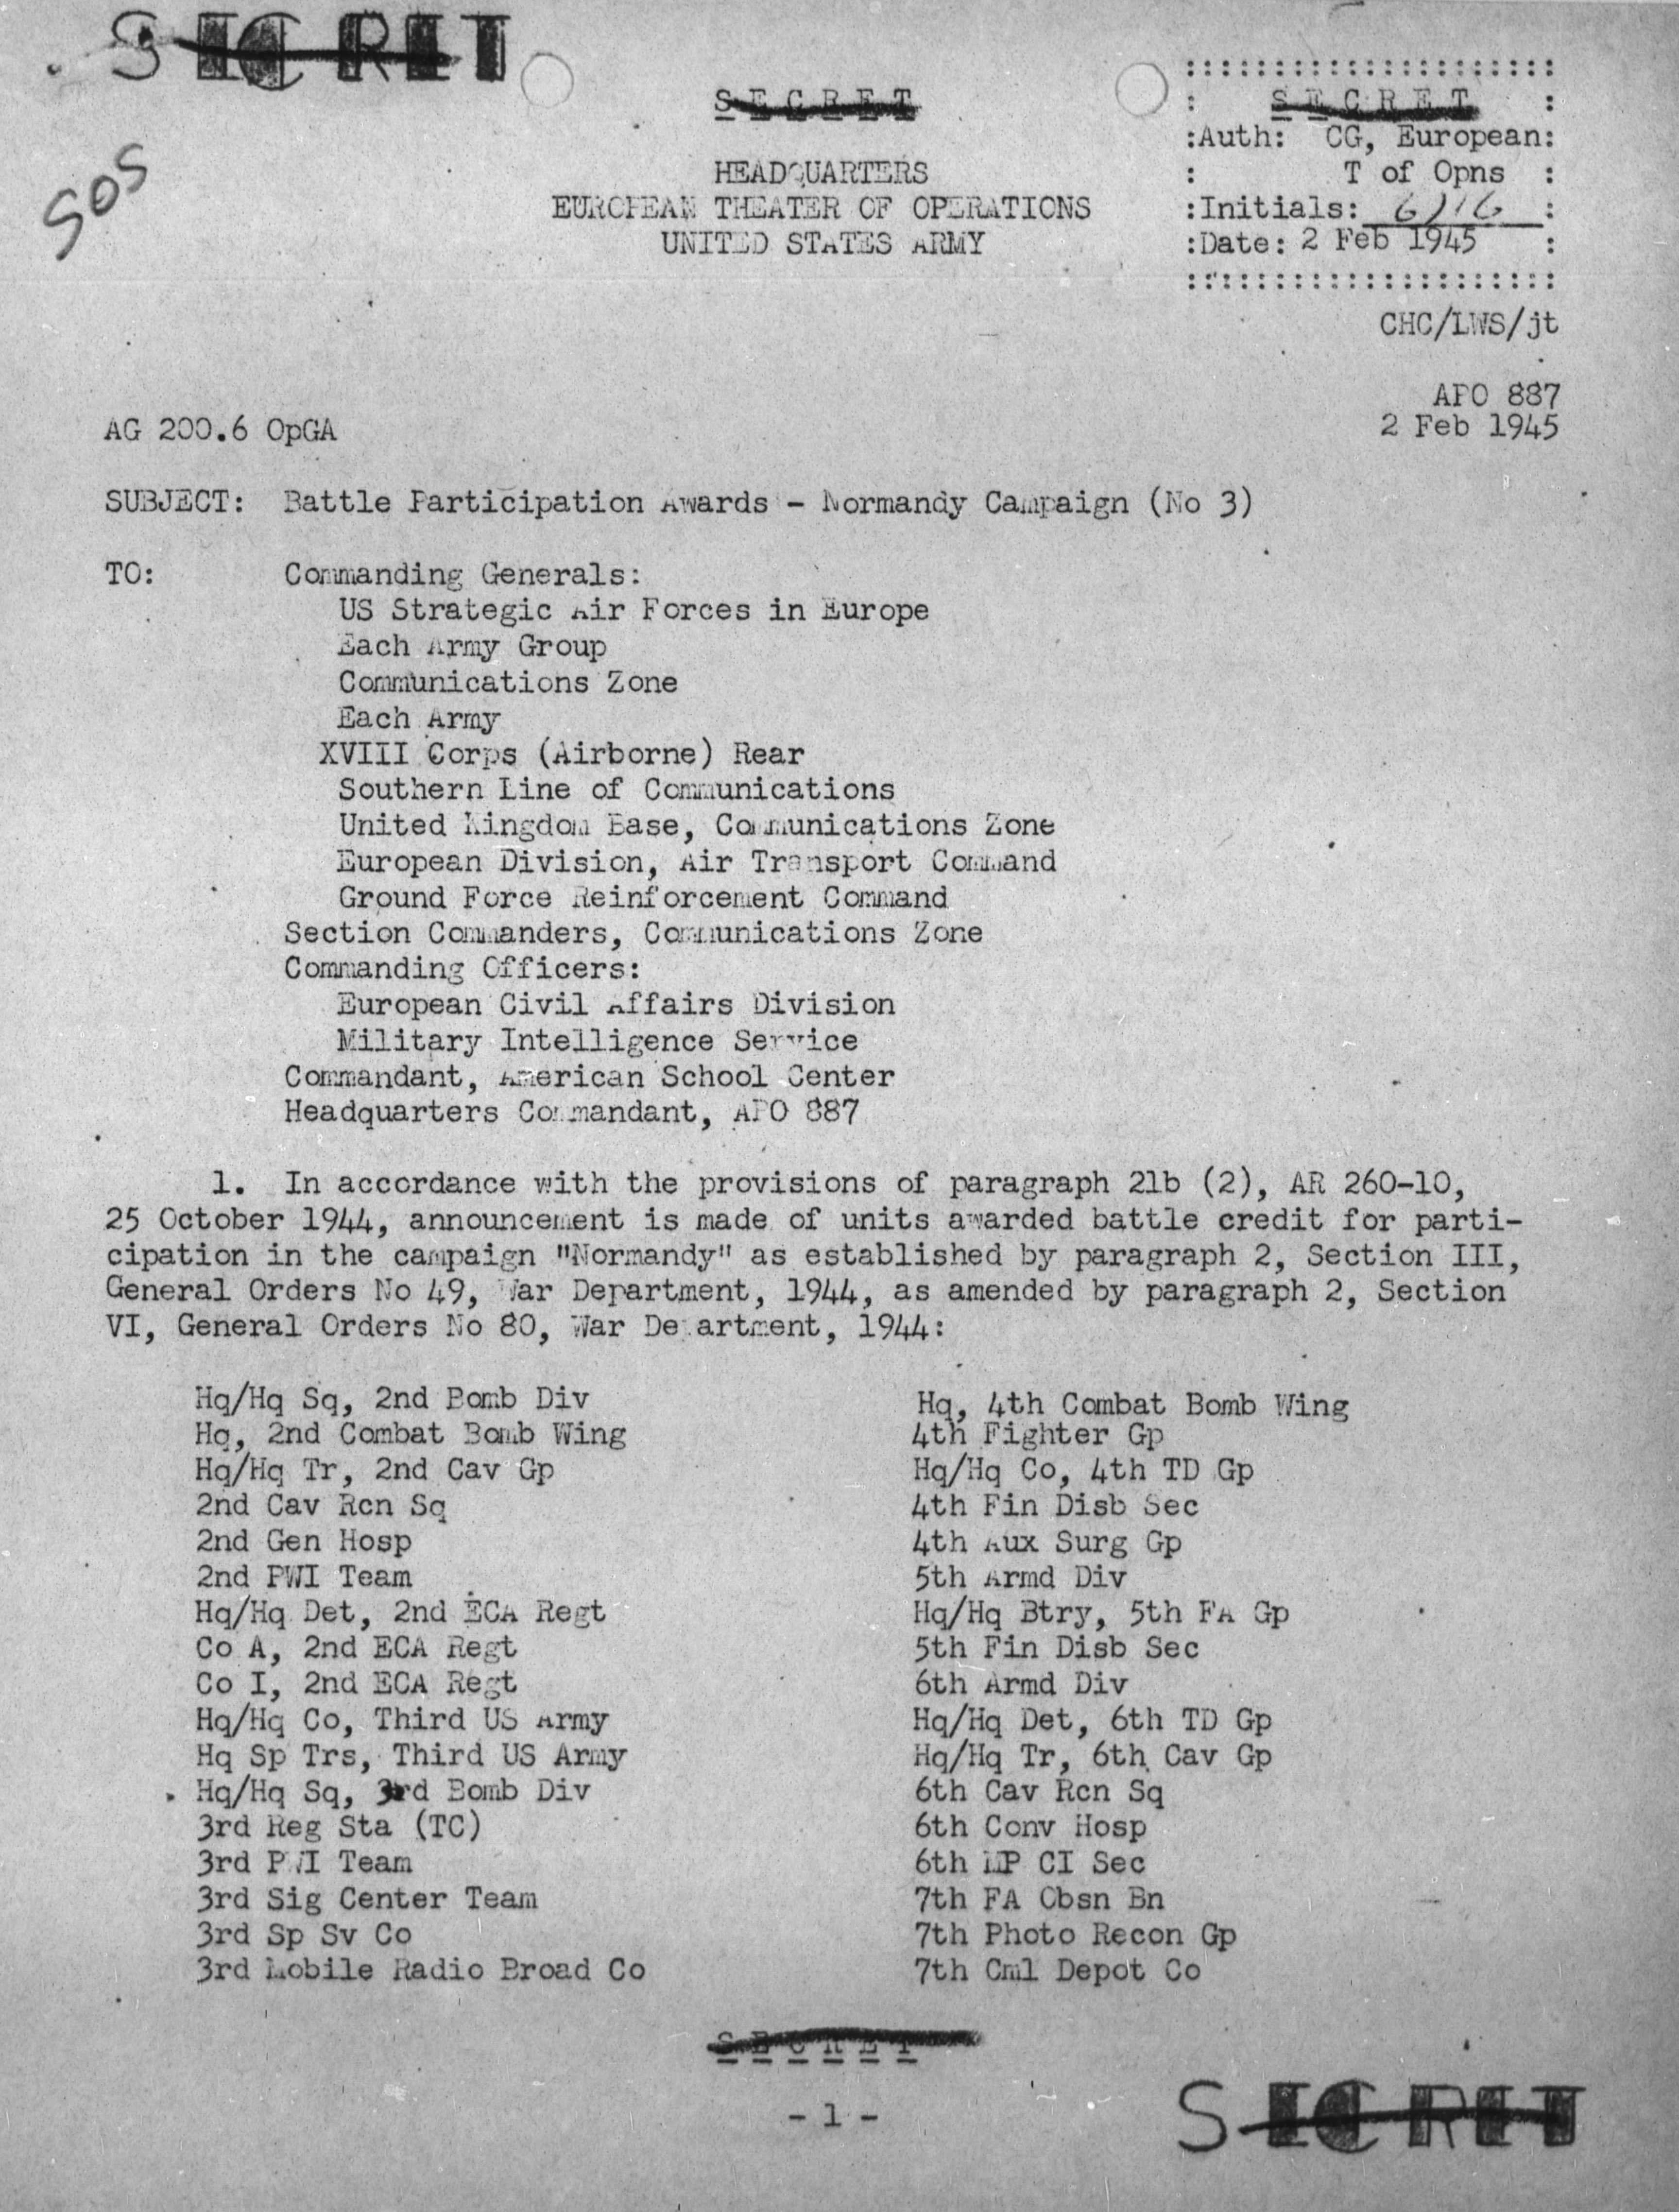 SECRET
SECRET
SECRET
SOS
:Auth: CG, European:
: T of Opns :
:Initials: :
:Date: 2 Feb 1945 :
HEADQUARTERS
EUROPEAN THEATER OF OPERATIONS
UNITED STATES ARMY
CHC/LWS/jt
APO 887
2 Feb 1945
AG 200.6 OpGA
SUBJECT: Battle Participation Awards - Normandy Campaign (No 3)
TO: Commanding Generals:
US Strategic Air Forces in Europe
Each Army Group
Communications Zone
Each Army
XVIII Corps (Airborne) Rear
Southern Line of Communications
United Kingdom Base, Communications Zone
European Division, Air Transport Command
Ground Force Reinforcement Command
Section Commanders, Communications Zone
Commanding Officers:
European Civil Affairs Division
Military Intelligence Service
Commandant, American School Center
Headquarters Commandant, APO 887
1. In accordance with the provisions of paragraph 21b (2), AR 260-10,
25 October 1944, announcement is made of units awarded battle credit for parti-
cipation in the campaign "Normandy" as established by paragraph 2, Section III,
General Orders No 49, War Department, 1944, as amended by paragraph 2, Section
VI, General Orders No 80, War Department, 1944:
Hq/Hq Sq, 2nd Bomb Div
Hq, 2nd Combat Bomb Wing
Hq/Hq Tr, 2nd Cav Gp
2nd Cav Rcn Sq
2nd Gen Hosp
2nd PWI Team
Hq/Hq Det, 2nd ECA Regt
Co A, 2nd ECA Regt
Co I, 2nd ECA Regt
Hq/Hq Co, Third US Army
Hq Sp Trs, Third US Army
Hq/Hq Sq, 3rd Bomb Div
3rd Reg Sta (TC)
3rd PWI Team
3rd Sig Center Team
3rd Sp Sv Co
3rd Mobile Radio Broad Co
Hq, 4th Combat Bomb Wing
4th Fighter Gp
Hq/Hq Co, 4th TD Gp
4th Fin Disb Sec
4th Aux Surg Gp
5th Armd Div
Hq/Hq Btry, 5th FA Gp
5th Fin Disb Sec
6th Armd Div
Hq/Hq Det, 6th TD Gp
Hq/Hq Tr, 6th Cav Gp
6th Cav Rcn Sq
6th Conv Hosp
6th MP CI Sec
7th FA Obsn Bn
7th Photo Recon Gp
7th Cml Depot Co
SECRET
- 1 -
SECRET